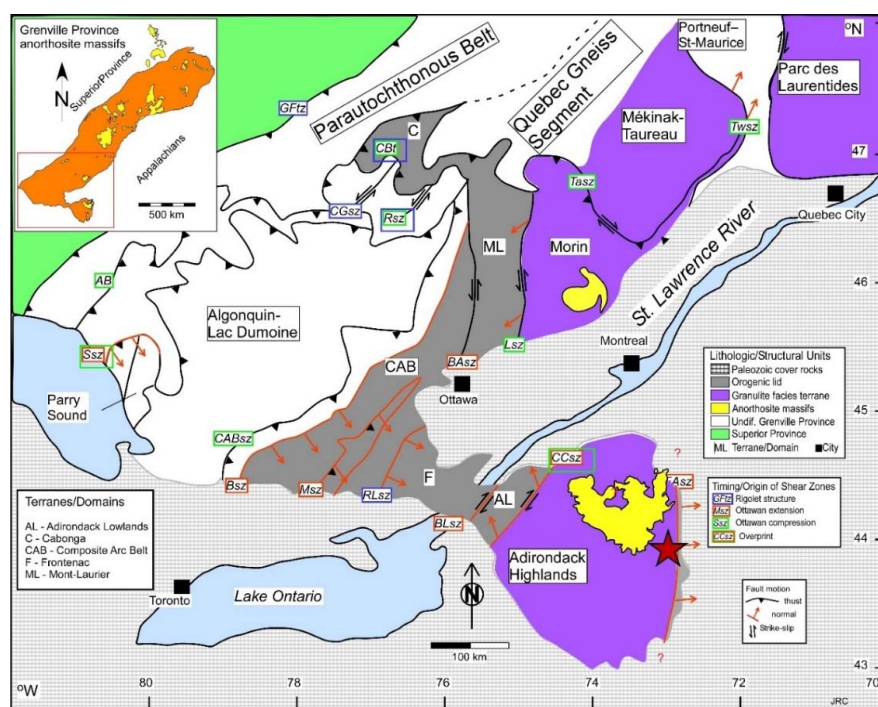 Grenville Province
anorthosite massifs
N
Superior Province
Appalachians
500 km
GFtz
Parautochthonous Belt
Quebec Gneiss
Segment
Portneuf–
St-Maurice
Parc des
Laurentides
Mékinak-
Taureau
Twsz
°N
47
C
CBt
CGsz
Rsz
Tasz
Quebec City
ML
Morin
St. Lawrence River
46
AB
Algonquin-
Lac Dumoine
Ssz
Parry
Sound
CAB
BAsz
Lsz
Ottawa
Montreal
45
CABsz
Bsz
Msz
RLsz
F
BLsz
AL
CCsz
EAsz
?
Lithologic/Structural Units
Paleozoic cover rocks
Orogenic lid
Granulite facies terrane
Anorthosite massifs
Undif. Grenville Province
Superior Province
ML Terrane/Domain
City
Timing/Origin of Shear Zones
GFtz Rigolet structure
Msz Ottawan extension
Ssz Ottawan compression
CCsz Overprint
Terranes/Domains
AL - Adirondack Lowlands
C - Cabonga
CAB - Composite Arc Belt
F - Frontenac
ML - Mont-Laurier
Adirondack
Highlands
44
Toronto
Lake Ontario
N
100 km
Fault motion
thrust
normal
Strike-slip
?
43
°W
80
78
76
74
72
70
JRC